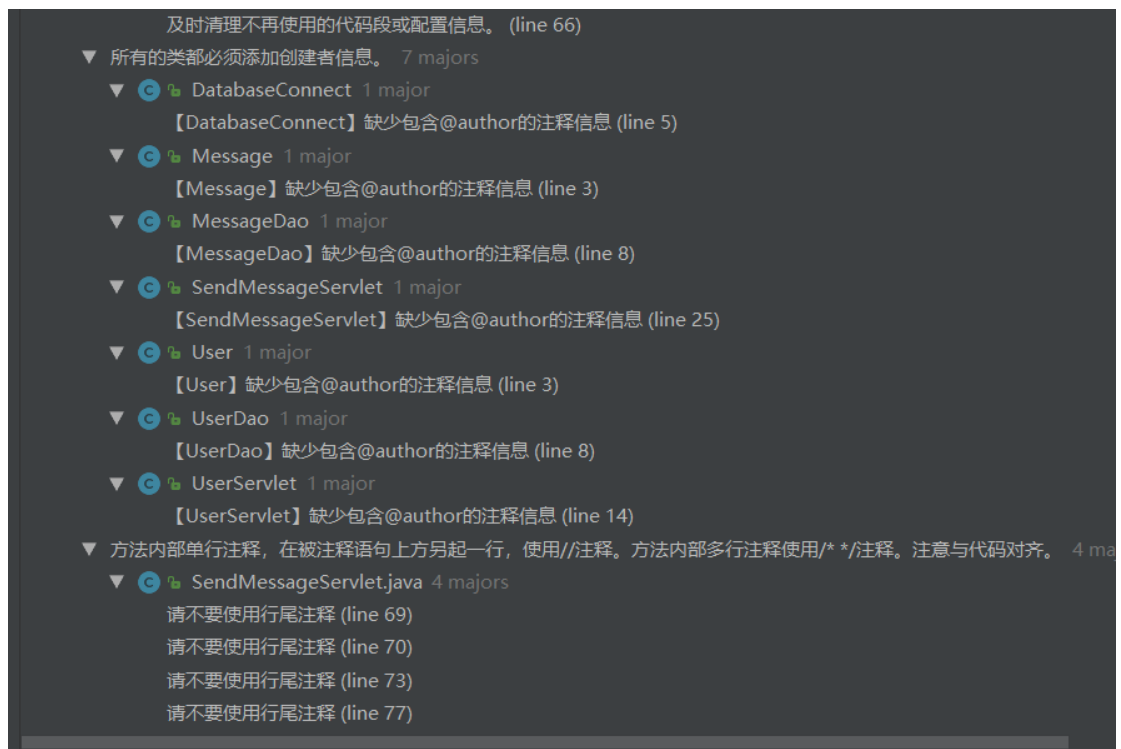 及时清理不再使用的代码段或配置信息。 (line 66)
所有的类都必须添加创建者信息。 7 majors
DatabaseConnect 1 major
【DatabaseConnect】缺少包含@author的注释信息 (line 5)
Message 1 major
【Message】缺少包含@author的注释信息 (line 3)
MessageDao 1 major
【MessageDao】缺少包含@author的注释信息 (line 8)
SendMessageServlet 1 major
【SendMessageServlet】缺少包含@author的注释信息 (line 25)
User 1 major
【User】缺少包含@author的注释信息 (line 3)
UserDao 1 major
【UserDao】缺少包含@author的注释信息 (line 8)
UserServlet 1 major
【UserServlet】缺少包含@author的注释信息 (line 14)
方法内部单行注释，在被注释语句上方另起一行，使用//注释。方法内部多行注释使用/* */注释。注意与代码对齐。 4 ma
SendMessageServlet.java 4 majors
请不要使用行尾注释 (line 69)
请不要使用行尾注释 (line 70)
请不要使用行尾注释 (line 73)
请不要使用行尾注释 (line 77)